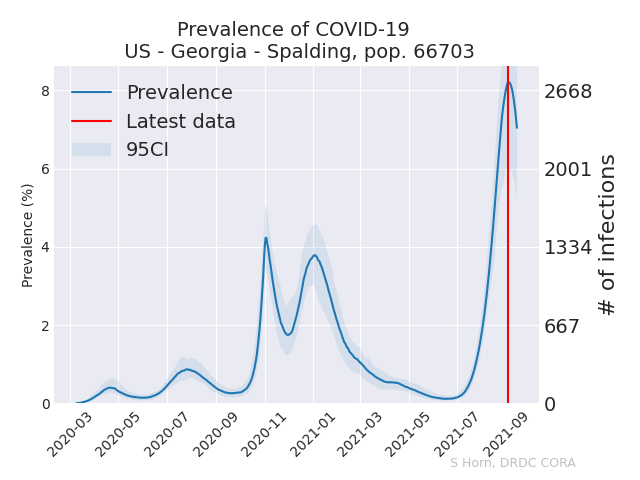 Prevalence of COVID-19
US - Georgia - Spalding, pop. 66703
Prevalence
Latest data
95CI
Prevalence (%)
8
6
4
2
0
2668
2001
1334
667
0
# of infections
2020-03
2020-05
2020-07
2020-09
2020-11
2021-01
2021-03
2021-05
2021-07
2021-09
S Horn, DRDC CORA